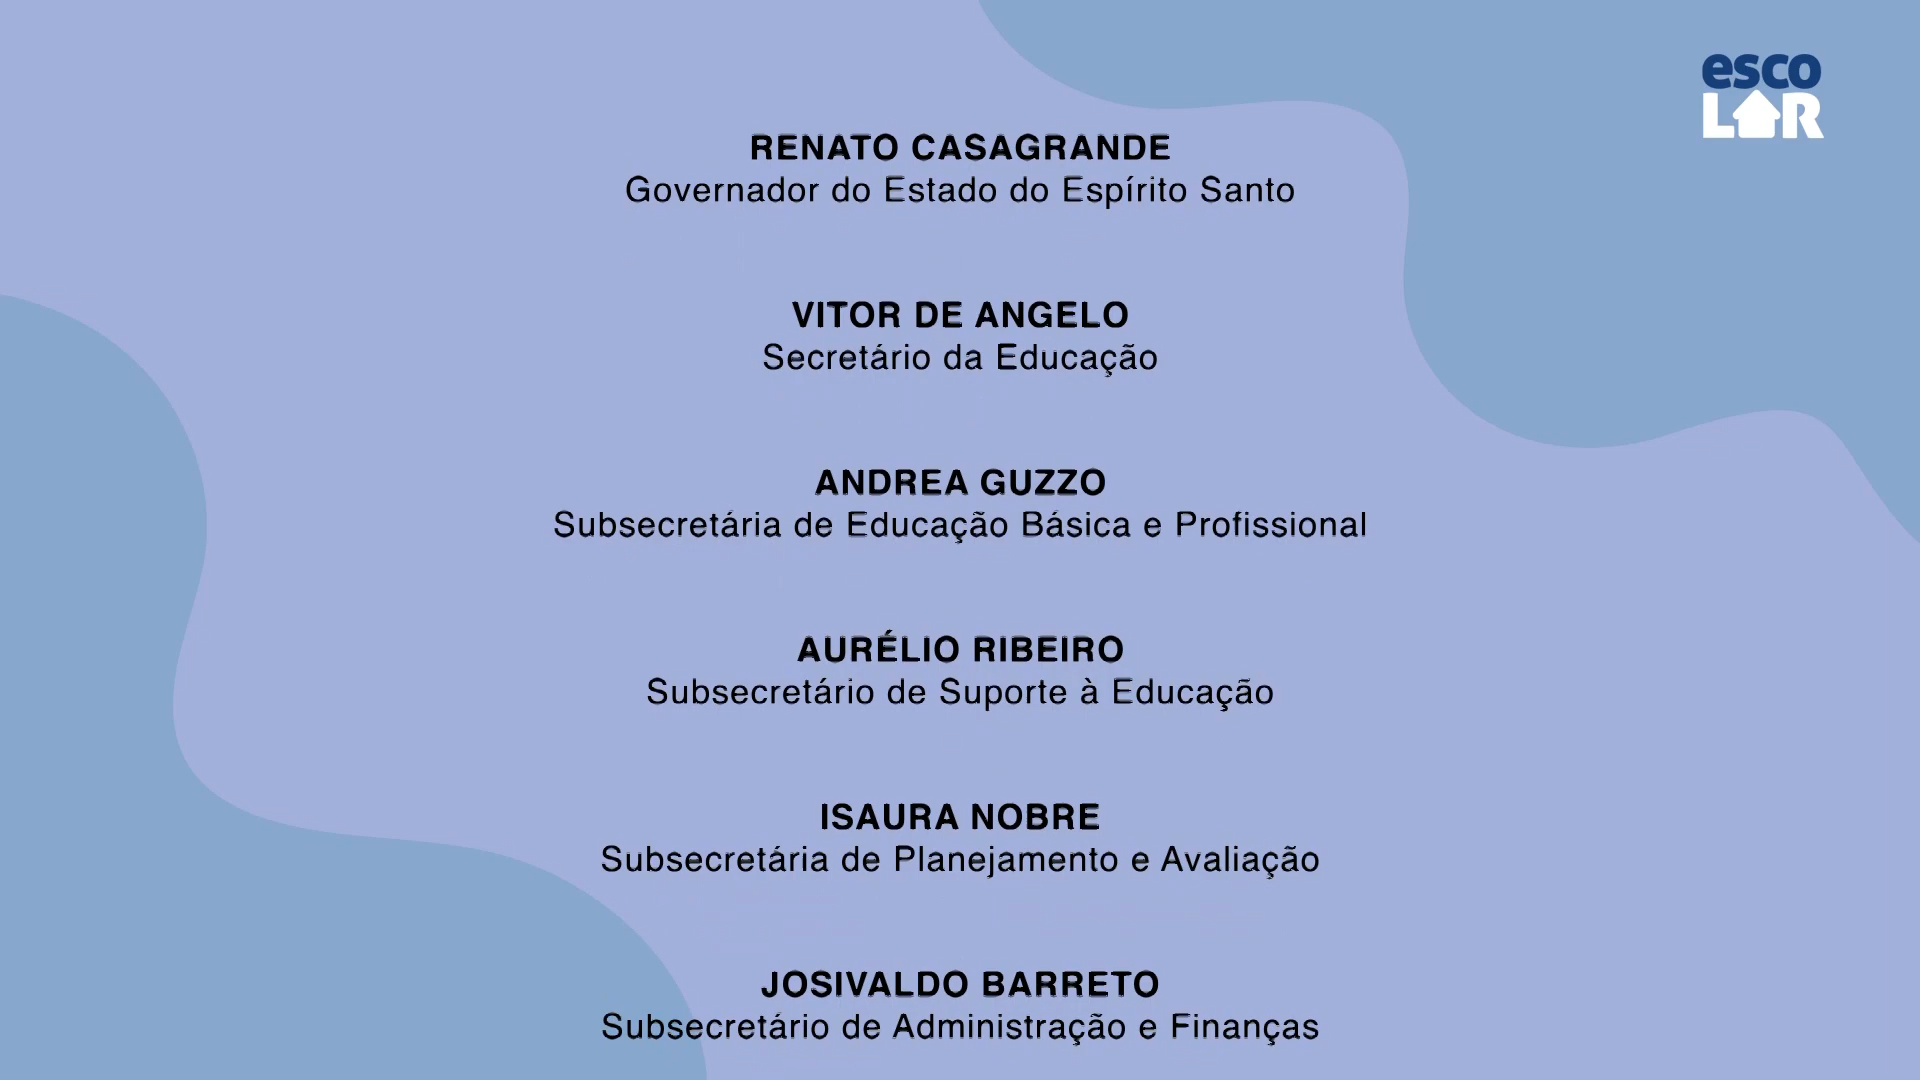 esco
LAR
RENATO CASAGRANDE
Governador do Estado do Espírito Santo
VITOR DE ANGELO
Secretário da Educação
ANDREA GUZZO
Subsecretária de Educação Básica e Profissional
AURÉLIO RIBEIRO
Subsecretário de Suporte à Educação
ISAURA NOBRE
Subsecretária de Planejamento e Avaliação
JOSIVALDO BARRETO
Subsecretário de Administração e Finanças